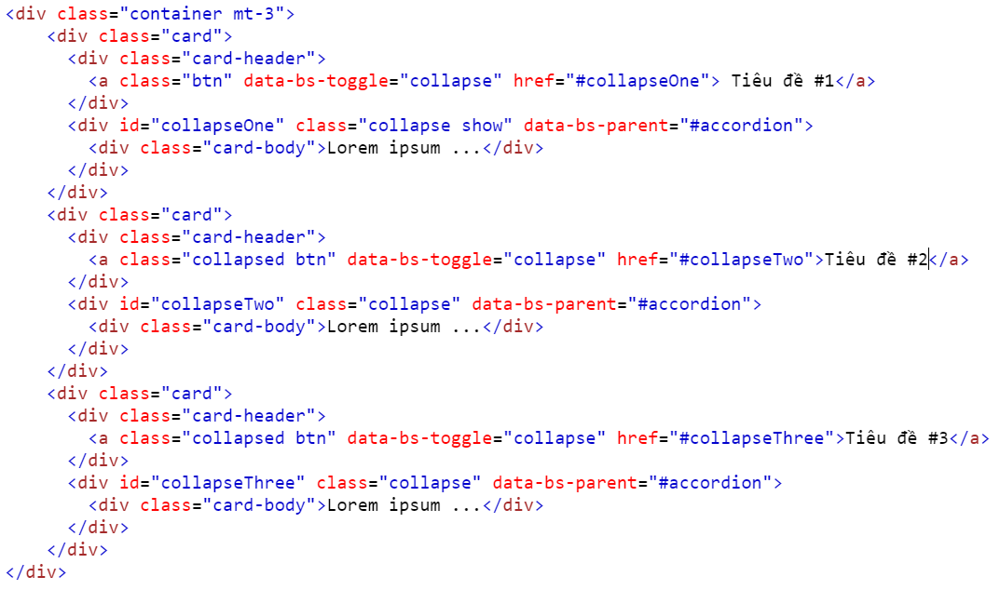 <div class="container mt-3">
    <div class="card">
      <div class="card-header">
        <a class="btn" data-bs-toggle="collapse" href="#collapseOne"> Tiêu đề #1</a>
      </div>
      <div id="collapseOne" class="collapse show" data-bs-parent="#accordion">
        <div class="card-body">Lorem ipsum ...</div>
      </div>
    </div>
    <div class="card">
      <div class="card-header">
        <a class="collapsed btn" data-bs-toggle="collapse" href="#collapseTwo">Tiêu đề #2</a>
      </div>
      <div id="collapseTwo" class="collapse" data-bs-parent="#accordion">
        <div class="card-body">Lorem ipsum ...</div>
      </div>
    </div>
    <div class="card">
      <div class="card-header">
        <a class="collapsed btn" data-bs-toggle="collapse" href="#collapseThree">Tiêu đề #3</a>
      </div>
      <div id="collapseThree" class="collapse" data-bs-parent="#accordion">
        <div class="card-body">Lorem ipsum ...</div>
      </div>
    </div>
</div>